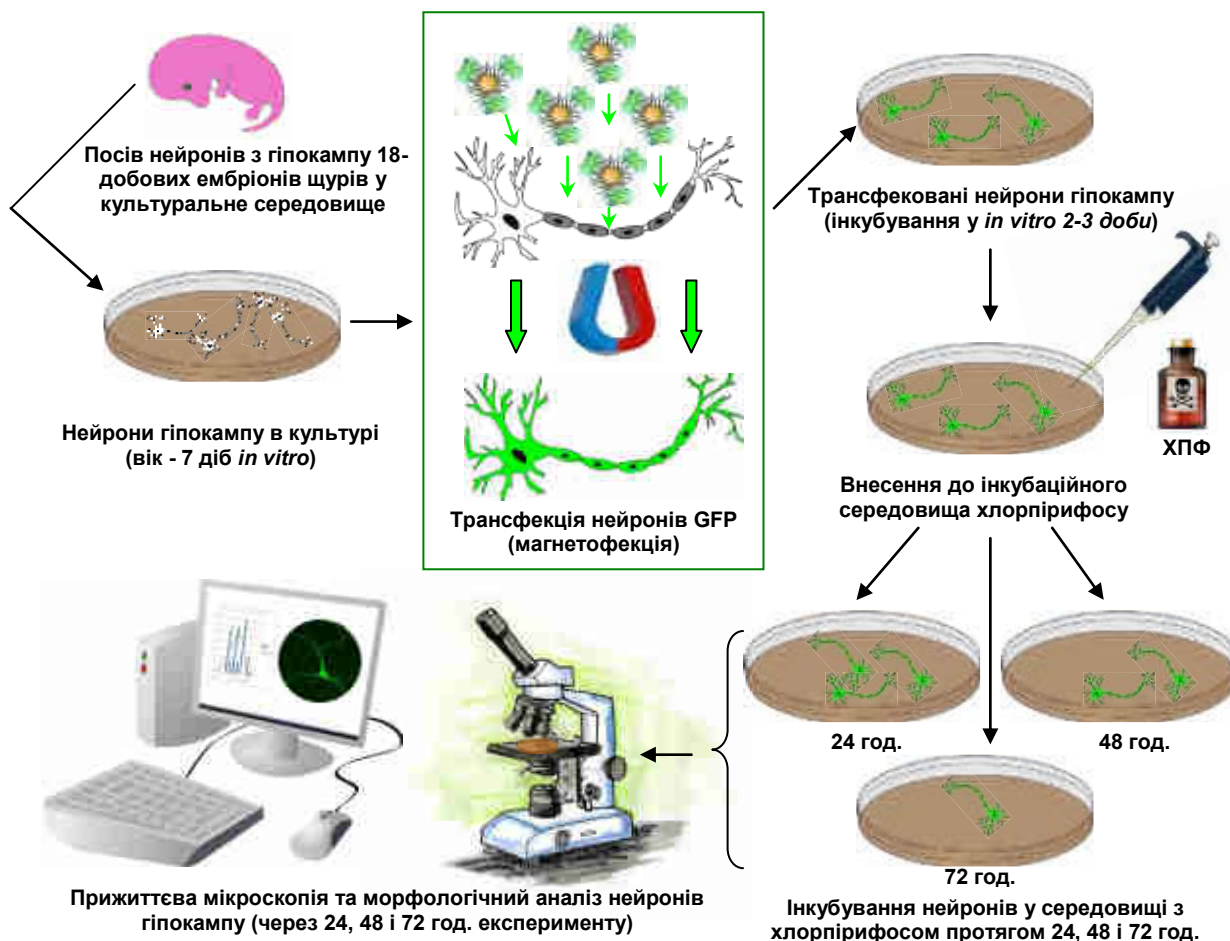 Посів нейронів з гіпокампу 18-
добових ембріонів щурів у
культуральне середовище
Нейрони гіпокампу в культурі
(вік - 7 діб in vitro)
Трансфекція нейронів GFP
(магнетофекція)
Трансфековані нейрони гіпокампу
(інкубування у in vitro 2-3 доби)
ХПФ
Внесення до інкубаційного
середовища хлорпірифосу
24 год.
48 год.
72 год.
Інкубування нейронів у середовищі з
хлорпірифосом протягом 24, 48 і 72 год.
Прижиттєва мікроскопія та морфологічний аналіз нейронів
гіпокампу (через 24, 48 і 72 год. експерименту)